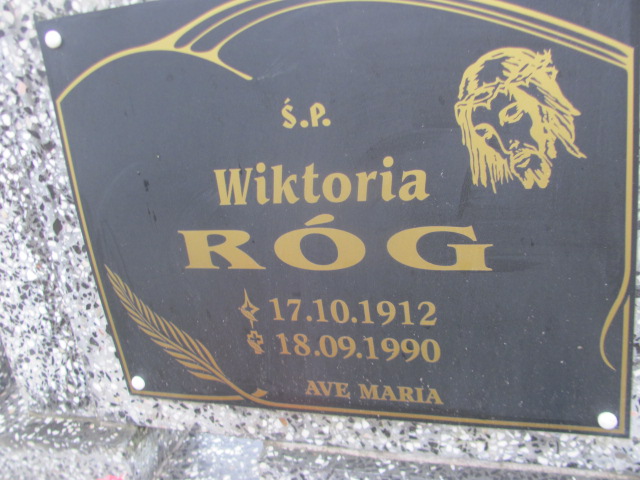 Ś.P.
Wiktoria
RÓG
17.10.1912
18.09.1990
AVE MARIA